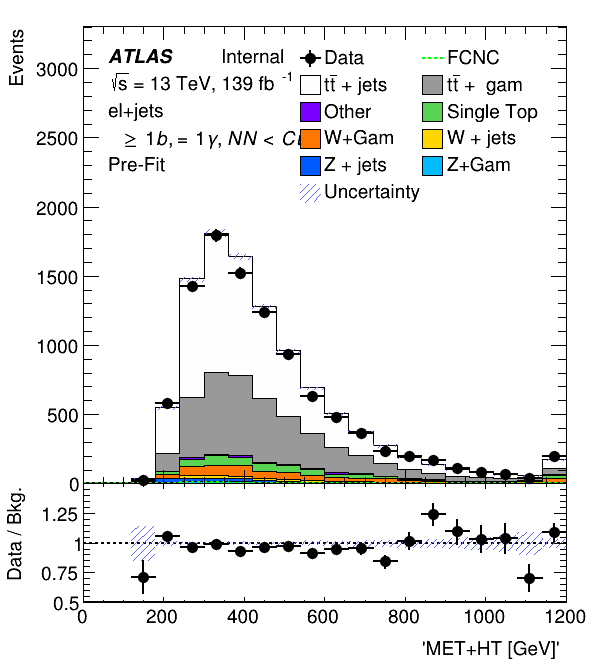 Events
3000
2500
2000
1500
1000
500
0
ATLAS Internal
√s = 13 TeV, 139 fb -1
el+jets
≥ 1b, = 1γ, NN <
Pre-Fit
Data
FCNC
tt̄ + jets
tt̄ + gam
Other
Single Top
W+Gam
W + jets
Z + jets
Z+Gam
Uncertainty
Data / Bkg.
1.25
1
0.75
0.5
0 200 400 600 800 1000 1200
'MET+HT [GeV]'